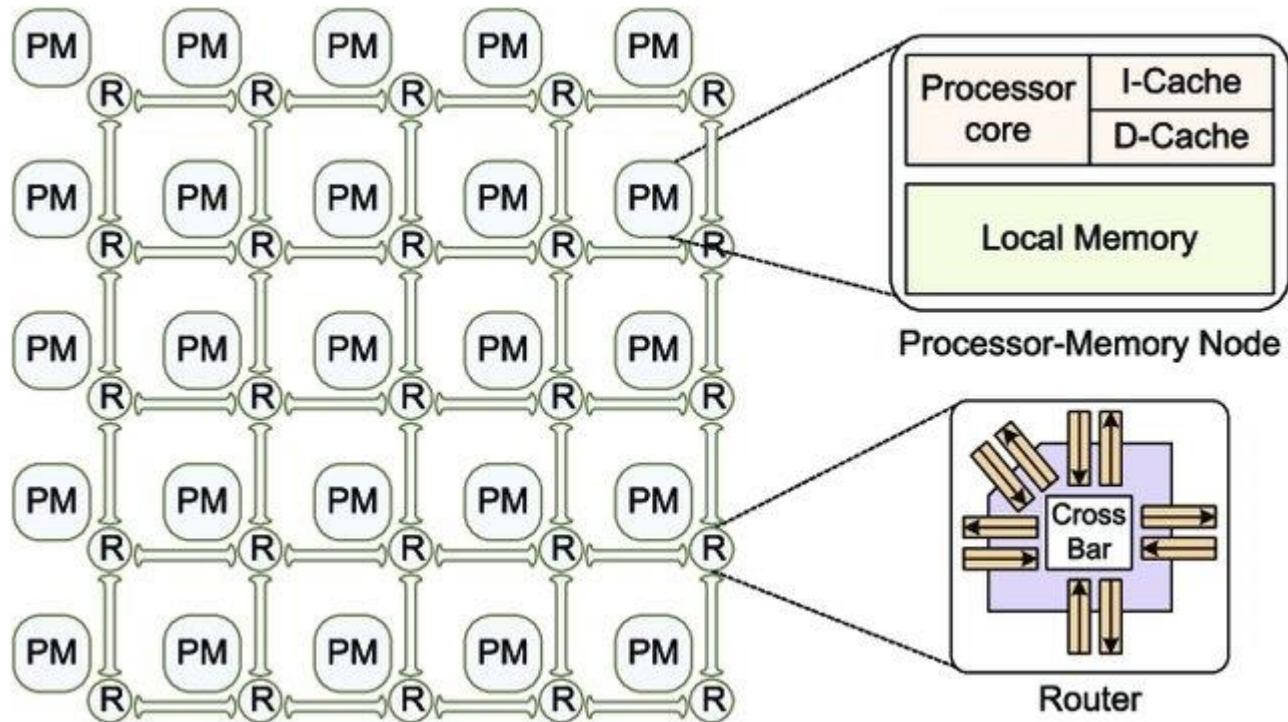 PM PM PM PM PM
R R R R R
PM PM PM PM PM
R R R R R
PM PM PM PM PM
R R R R R
PM PM PM PM PM
R R R R R
PM PM PM PM PM
R R R R R
Processor
core
I-Cache
D-Cache
Local Memory
Processor-Memory Node
Cross
Bar
Router